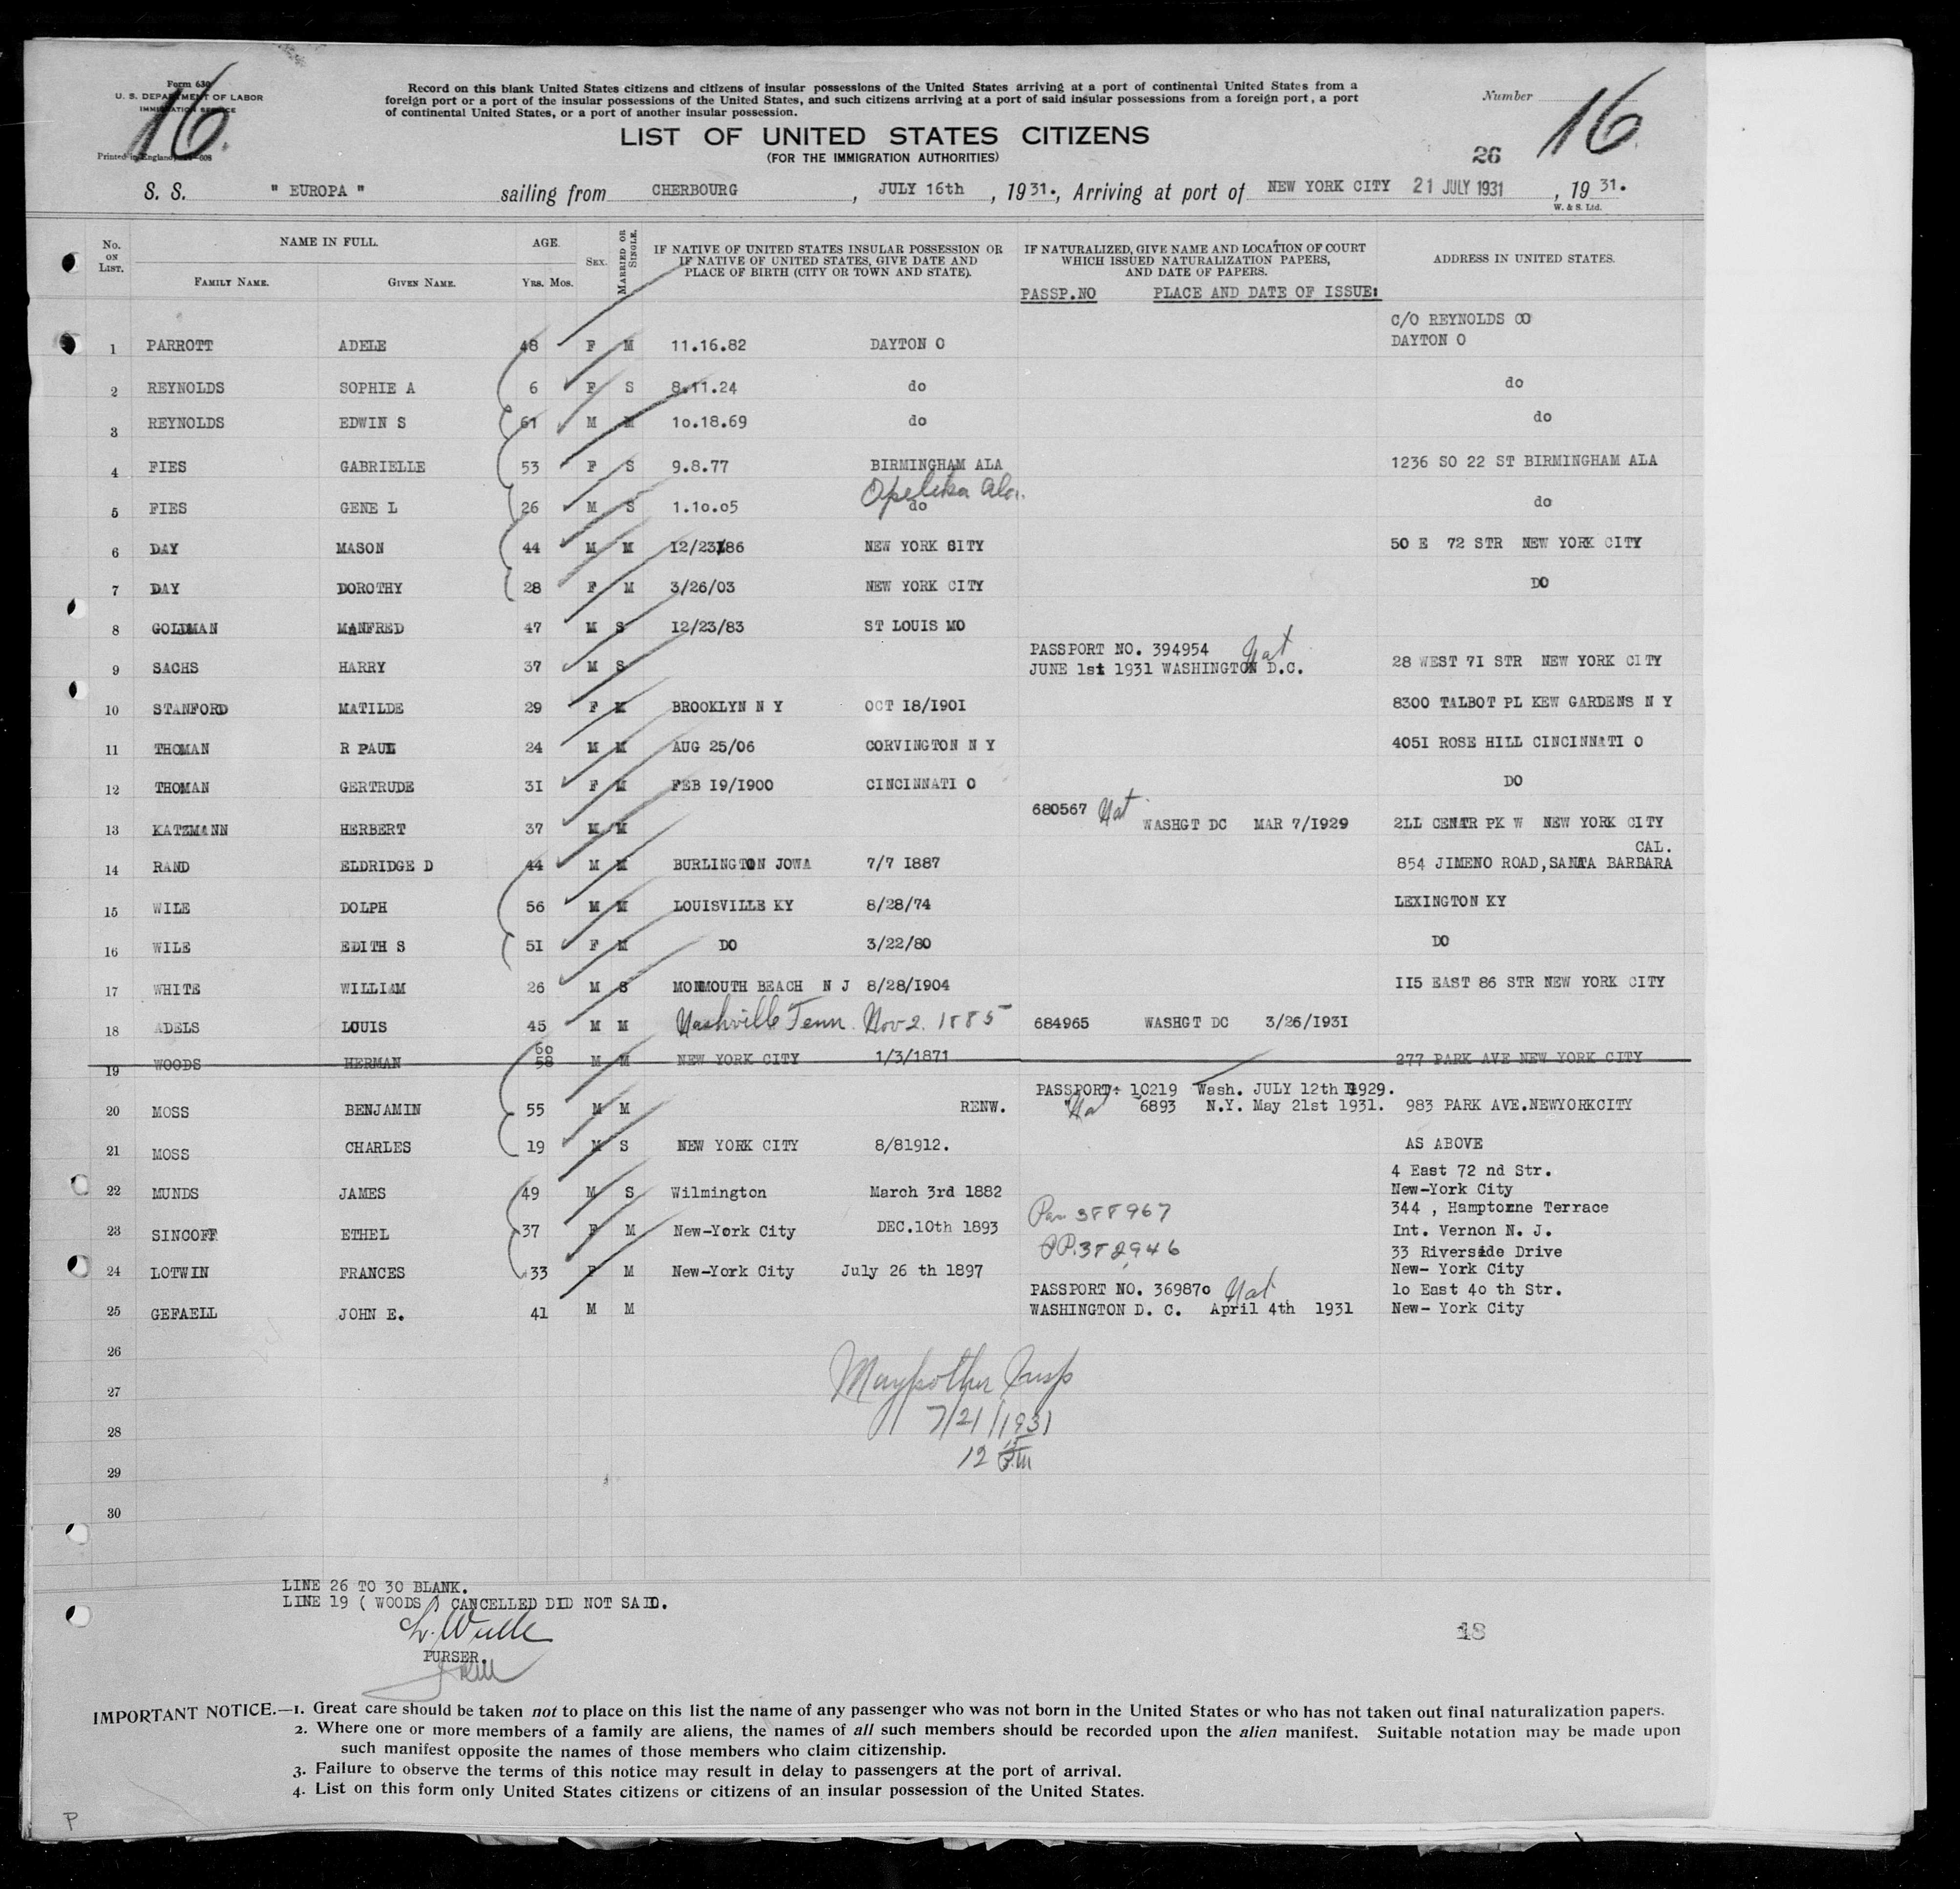 Form 630
U. S. DEPARTMENT OF LABOR
IMMIGRATION SERVICE
16.
Record on this blank United States citizens and citizens of insular possessions of the United States arriving at a port of continental United States from a
foreign port or a port of the insular possessions of the United States, and such citizens arriving at a port of said insular possessions from a foreign port, a port
of continental United States, or a port of another insular possession.
Number 16
LIST OF UNITED STATES CITIZENS
(FOR THE IMMIGRATION AUTHORITIES)
26
S. S. " EUROPA " sailing from CHERBOURG , JULY 16th , 1931., Arriving at port of NEW YORK CITY 21 JULY 1931 , 19 31.
W. & S. Ltd.
No. ON LIST. NAME IN FULL. FAMILY NAME. GIVEN NAME. AGE. Yrs. Mos. SEX. MARRIED OR SINGLE. IF NATIVE OF UNITED STATES INSULAR POSSESSION OR IF NATIVE OF UNITED STATES, GIVE DATE AND PLACE OF BIRTH (CITY OR TOWN AND STATE). IF NATURALIZED, GIVE NAME AND LOCATION OF COURT WHICH ISSUED NATURALIZATION PAPERS, AND DATE OF PAPERS. ADDRESS IN UNITED STATES.
PASSP.NO PLACE AND DATE OF ISSUE:
C/O REYNOLDS CO
1 PARROTT ADELE 48 F M 11.16.82 DAYTON O DAYTON O
2 REYNOLDS SOPHIE A 6 F S 8.11.24 do do
3 REYNOLDS EDWIN S 61 M M 10.18.69 do do
4 FIES GABRIELLE 53 F S 9.8.77 BIRMINGHAM ALA 1236 SO 22 ST BIRMINGHAM ALA
Opelika Ala.
5 FIES GENE L 26 M S 1.10.05 do do
6 DAY MASON 44 M M 12/23/86 NEW YORK SITY 50 E 72 STR NEW YORK CITY
7 DAY DOROTHY 28 F M 3/26/03 NEW YORK CITY DO
8 GOLDMAN MANFRED 47 M S 12/23/83 ST LOUIS MO
PASSPORT NO. 394954 Nat
9 SACHS HARRY 37 M S JUNE 1st 1931 WASHINGTON D.C. 28 WEST 7I STR NEW YORK CITY
10 STANFORD MATILDE 29 F M BROOKLYN N Y OCT I8/I90I 8300 TALBOT PL KEW GARDENS N Y
11 THOMAN R PAUL 24 M M AUG 25/06 CORVINGTON N Y 405I ROSE HILL CINCINNATI O
12 THOMAN GERTRUDE 3I F M FEB I9/I900 CINCINNATI O DO
680567 Nat
13 KATZMANN HERBERT 37 M M WASHGT DC MAR 7/I929 2LL CENTR PK W NEW YORK CITY
CAL.
14 RAND ELDRIDGE D 44 M M BURLINGTON JOWA 7/7 I887 854 JIMENO ROAD,SANTA BARBARA
15 WILE DOLPH 56 M M LOUISVILLE KY 8/28/74 LEXINGTON KY
16 WILE EDITH S 5I F M DO 3/22/80 DO
17 WHITE WILLIAM 26 M S MONMOUTH BEACH N J 8/28/I904 II5 EAST 86 STR NEW YORK CITY
18 ADELS LOUIS 45 M M Nashville Tenn. Nov 2. 1885 684965 WASHGT DC 3/26/I93I
60
19 WOODS HERMAN 58 M M NEW YORK CITY 1/3/1871 277 PARK AVE NEW YORK CITY
PASSPORT: 10219 Wash. JULY 12th 1929.
20 MOSS BENJAMIN 55 M M RENW. " Nat 6893 N.Y. May 21st 1931. 983 PARK AVE.NEWYORKCITY
21 MOSS CHARLES 19 M S NEW YORK CITY 8/81912. AS ABOVE
4 East 72 nd Str.
22 MUNDS JAMES 49 M S Wilmington March 3rd 1882 New-York City
344 , Hamptonne Terrace
23 SINCOFF ETHEL 37 F M New-York City DEC.10th 1893 388967 Int. Vernon N. J.
PP.382946 33 Riverside Drive
24 LOTWIN FRANCES 33 F M New-York City July 26 th 1897 New- York City
PASSPORT NO. 369870 Nat 10 East 40 th Str.
25 GEFAELL JOHN E. 41 M M WASHINGTON D. C. April 4th 1931 New- York City
26
27
28
29
30
7/21/1931
LINE 26 TO 30 BLANK.
LINE 19 ( WOODS ) CANCELLED DID NOT SAIL.
PURSER.
18
IMPORTANT NOTICE.—1. Great care should be taken not to place on this list the name of any passenger who was not born in the United States or who has not taken out final naturalization papers.
2. Where one or more members of a family are aliens, the names of all such members should be recorded upon the alien manifest. Suitable notation may be made upon
such manifest opposite the names of those members who claim citizenship.
3. Failure to observe the terms of this notice may result in delay to passengers at the port of arrival.
4. List on this form only United States citizens or citizens of an insular possession of the United States.
P